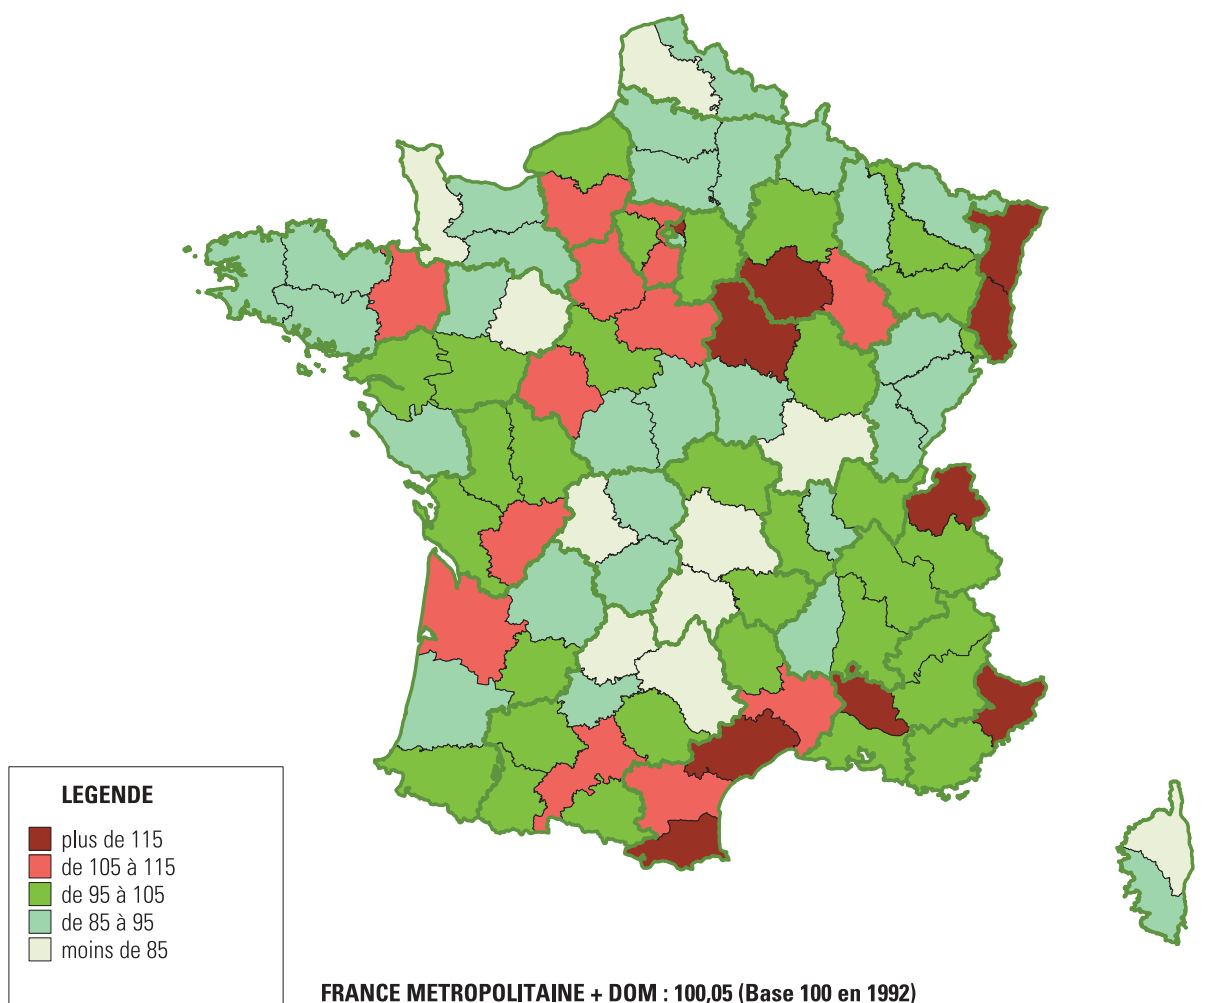 LEGENDE
plus de 115
de 105 à 115
de 95 à 105
de 85 à 95
moins de 85
FRANCE METROPOLITAINE + DOM : 100,05 (Base 100 en 1992)